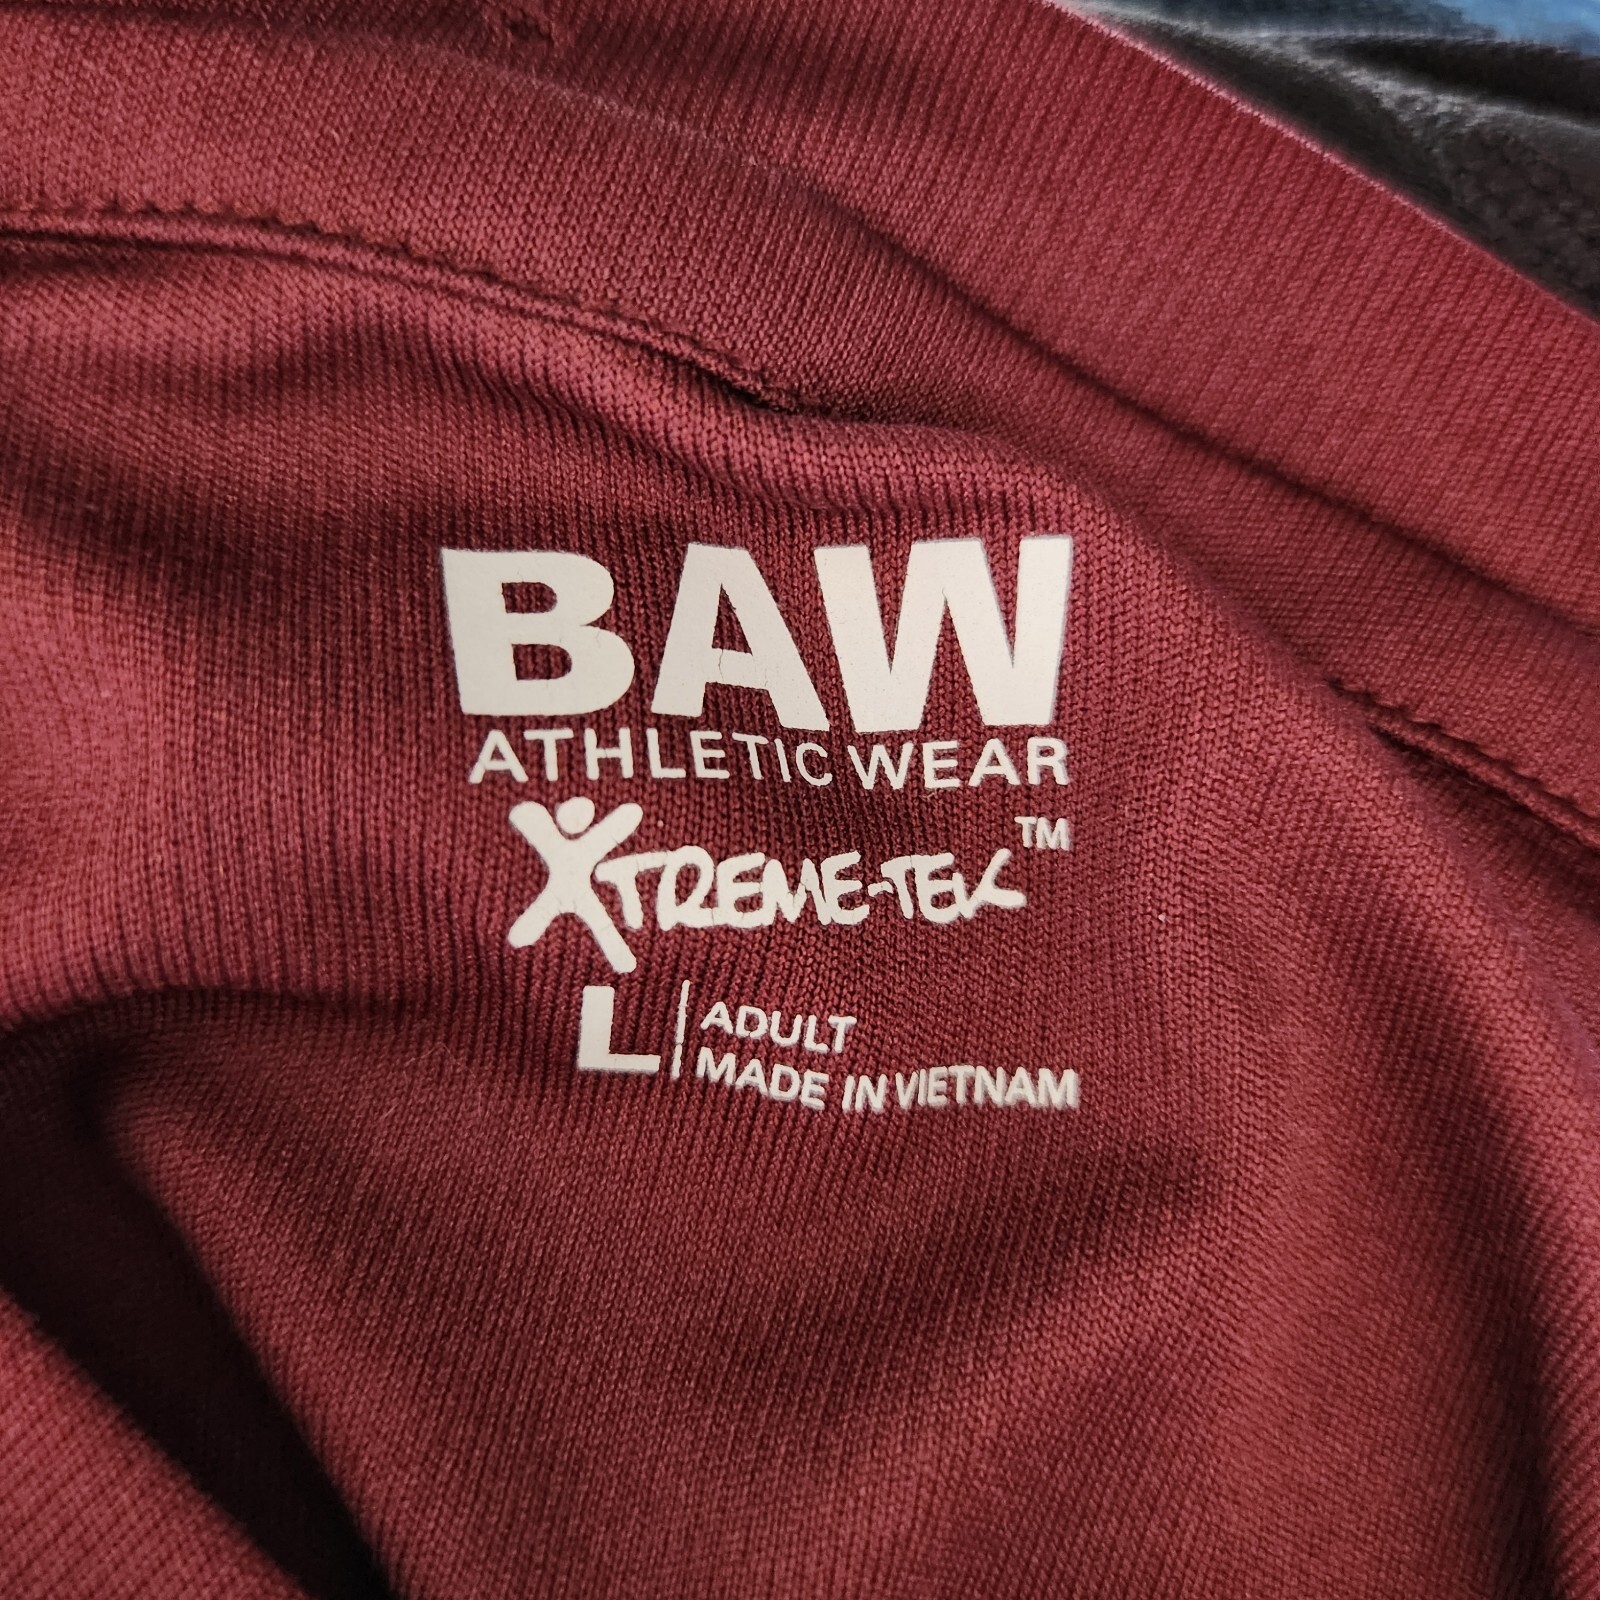 BAW
ATHLETIC WEAR
XTREME-TEK™
L ADULT
MADE IN VIETNAM